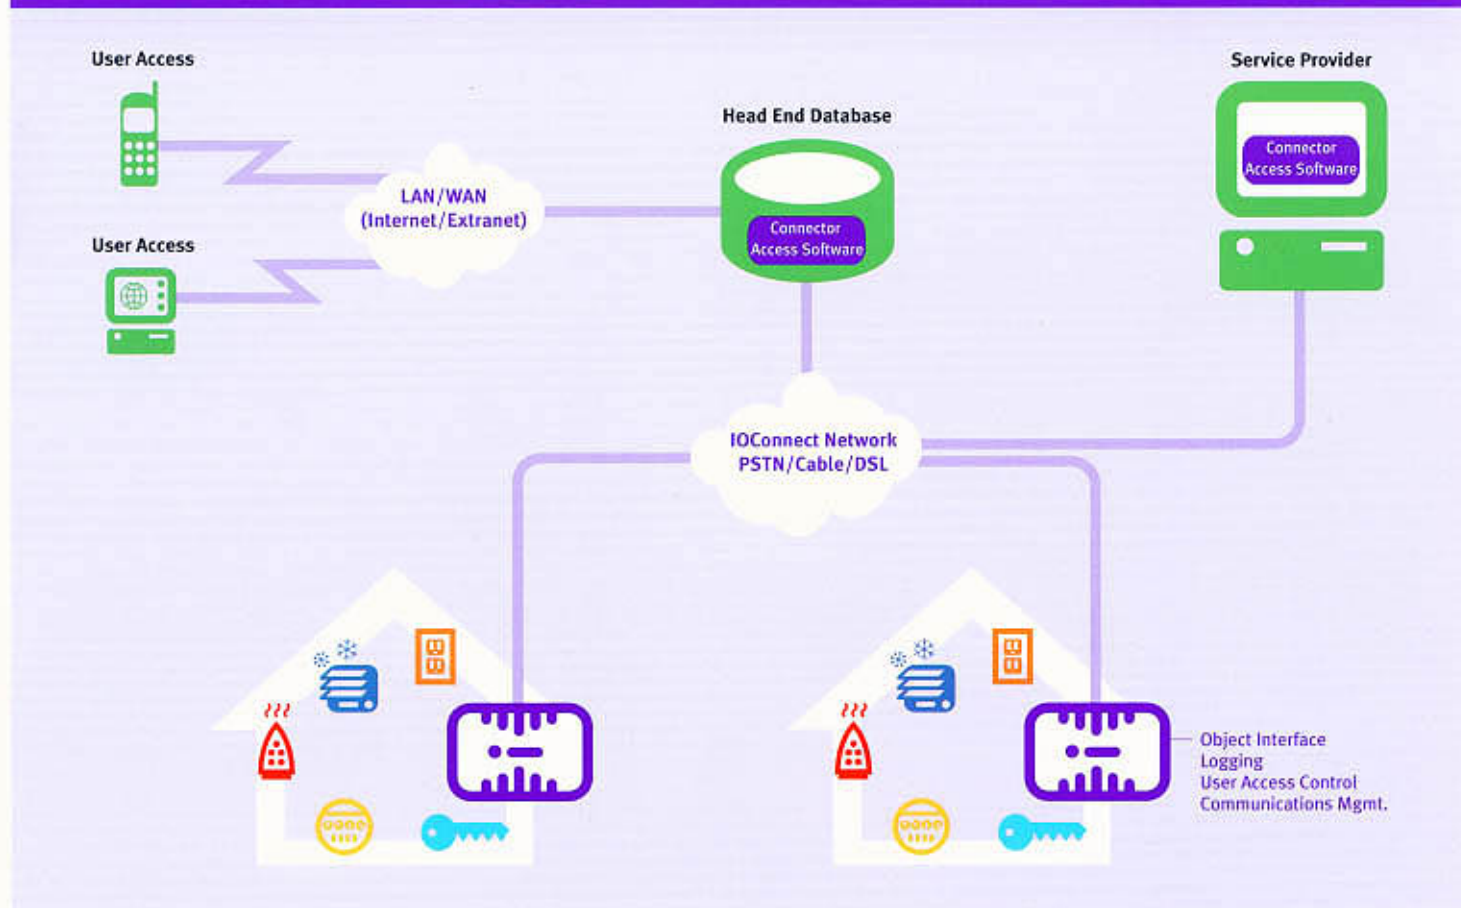 User Access
Service Provider
Head End Database
Connector
Access Software
LAN/WAN
(Internet/Extranet)
Connector
Access Software
User Access
IOConnect Network
PSTN/Cable/DSL
Object Interface
Logging
User Access Control
Communications Mgmt.